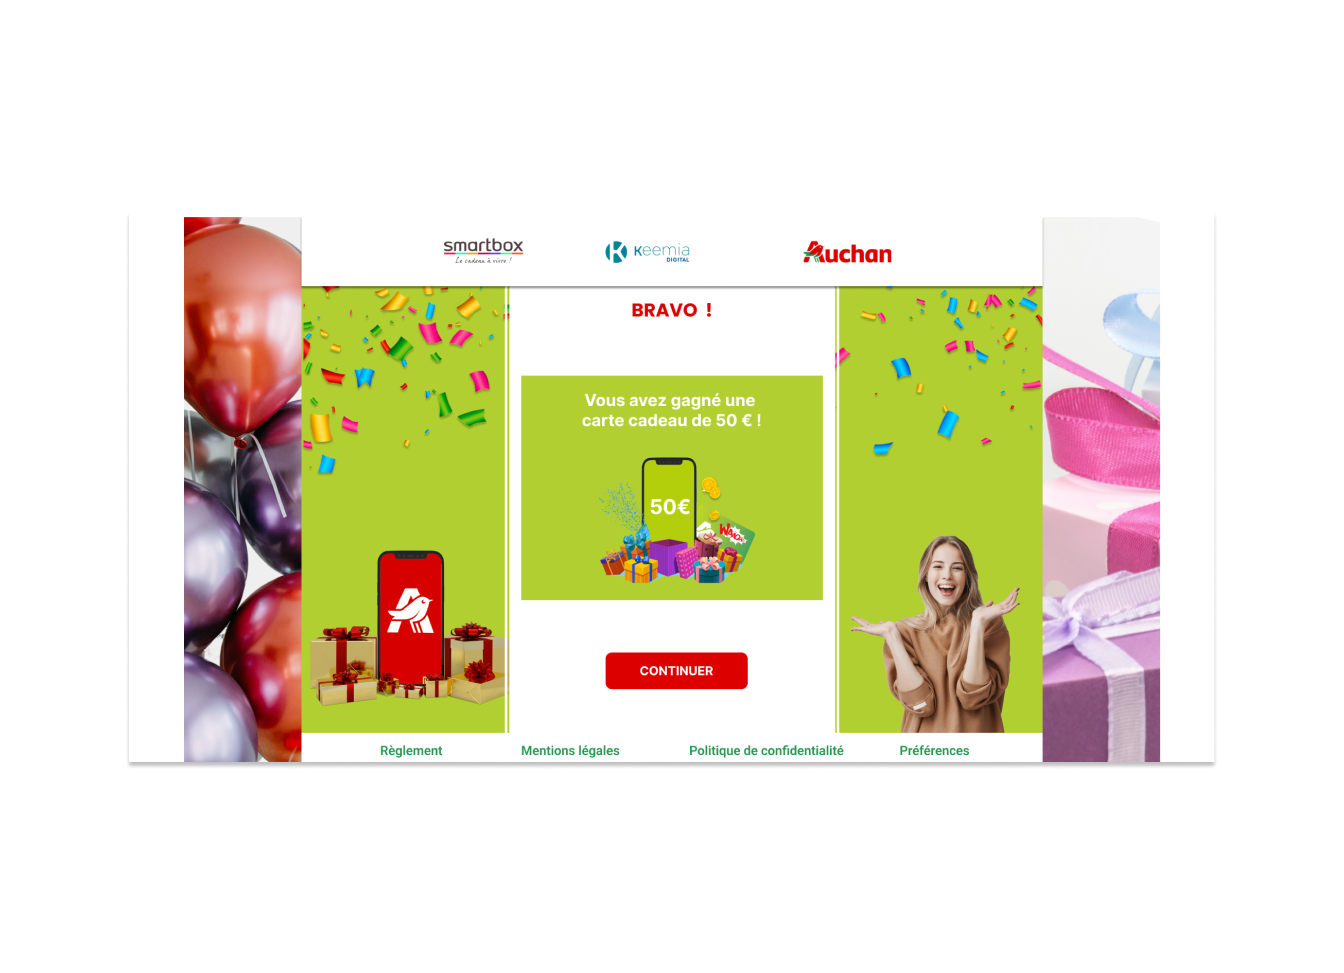 smartbox
Le cadeau à vivre !
Keemia
DIGITAL
Auchan
BRAVO !
Vous avez gagné une
carte cadeau de 50 € !
50€
CONTINUER
Règlement
Mentions légales
Politique de confidentialité
Préférences